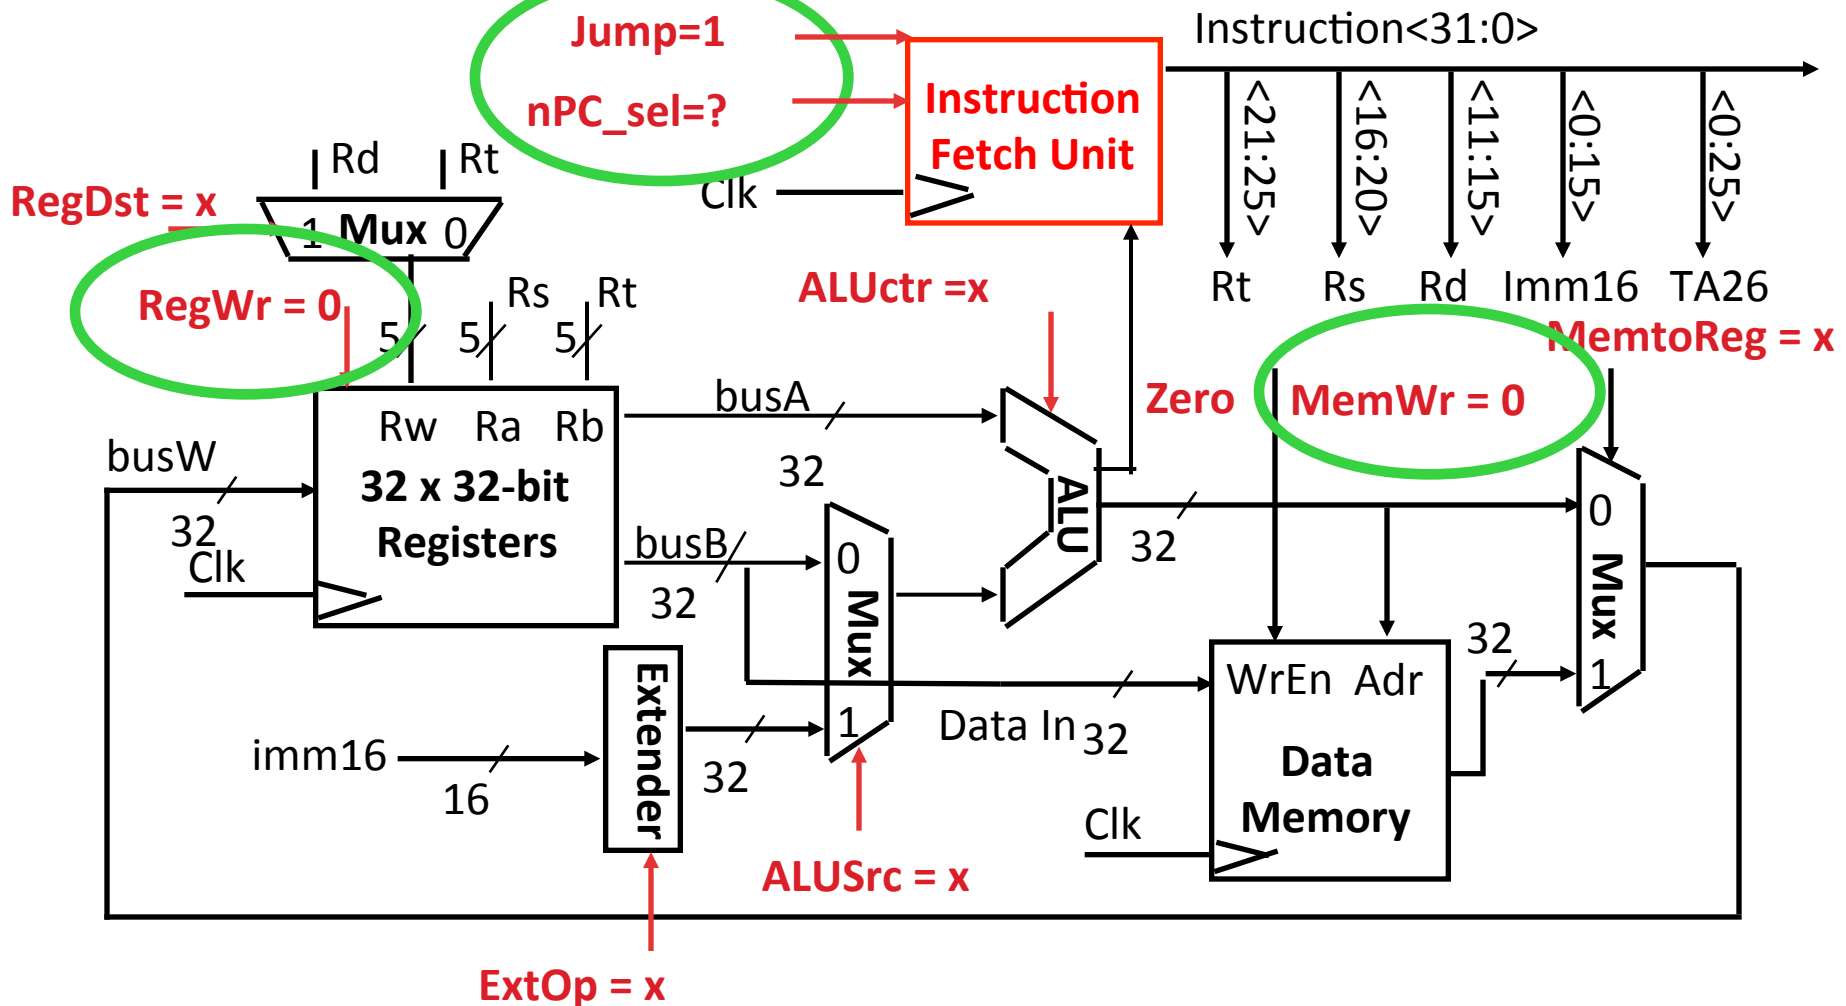 Jump=1
Instruction<31:0>
nPC_sel=?
Instruction
Fetch Unit
Clk
<21:25>
<16:20>
<11:15>
<0:15>
<0:25>
Rd
Rt
RegDst = x
1 Mux 0
RegWr = 0
Rs
Rt
5
5
5
ALUctr =x
Rt
Rs
Rd
Imm16
TA26
MemtoReg = x
Zero
MemWr = 0
busA
32
Rw Ra Rb
32 x 32-bit
Registers
busW
32
Clk
busB
32
0
Mux
1
ALU
32
0
Mux
1
32
WrEn Adr
Data
Memory
Data In
32
Clk
imm16
16
Extender
32
ALUSrc = x
ExtOp = x